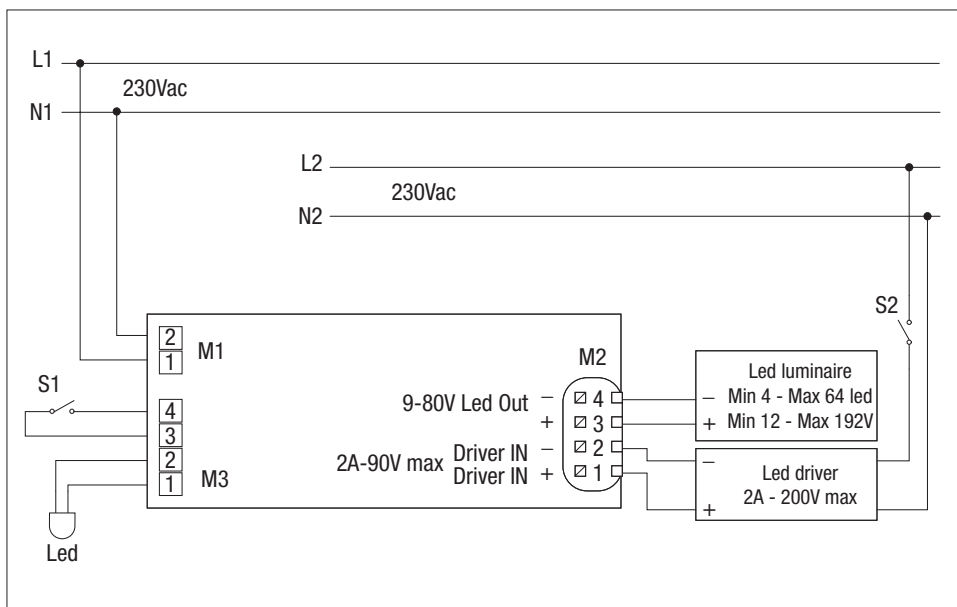 L1
230Vac
N1
L2
230Vac
N2
S2
2
1
M1
M2
S1
4
3
2
1
M3
Led
9-80V Led Out
−
+
2A-90V max
Driver IN −
Driver IN +
4
3
2
1
Led luminaire
− Min 4 - Max 64 led
+ Min 12 - Max 192V
−
+
Led driver
2A - 200V max